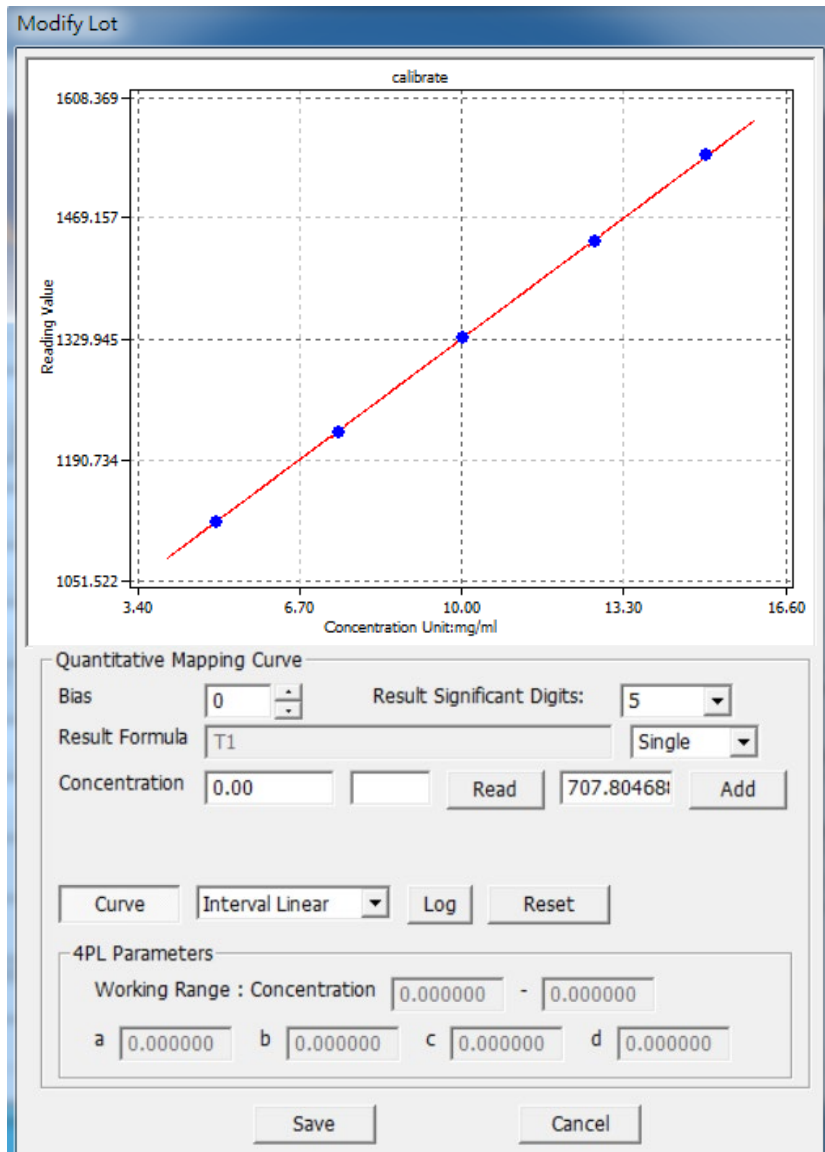 Modify Lot
calibrate
1608.369
1469.157
1329.945
1190.734
1051.522
Reading Value
3.40 6.70 10.00 13.30 16.60
Concentration Unit:mg/ml
Quantitative Mapping Curve
Bias 0 Result Significant Digits: 5
Result Formula T1 Single
Concentration 0.00 Read 707.80468 Add
Curve Interval Linear Log Reset
4PL Parameters
Working Range : Concentration 0.000000 - 0.000000
a 0.000000 b 0.000000 c 0.000000 d 0.000000
Save Cancel